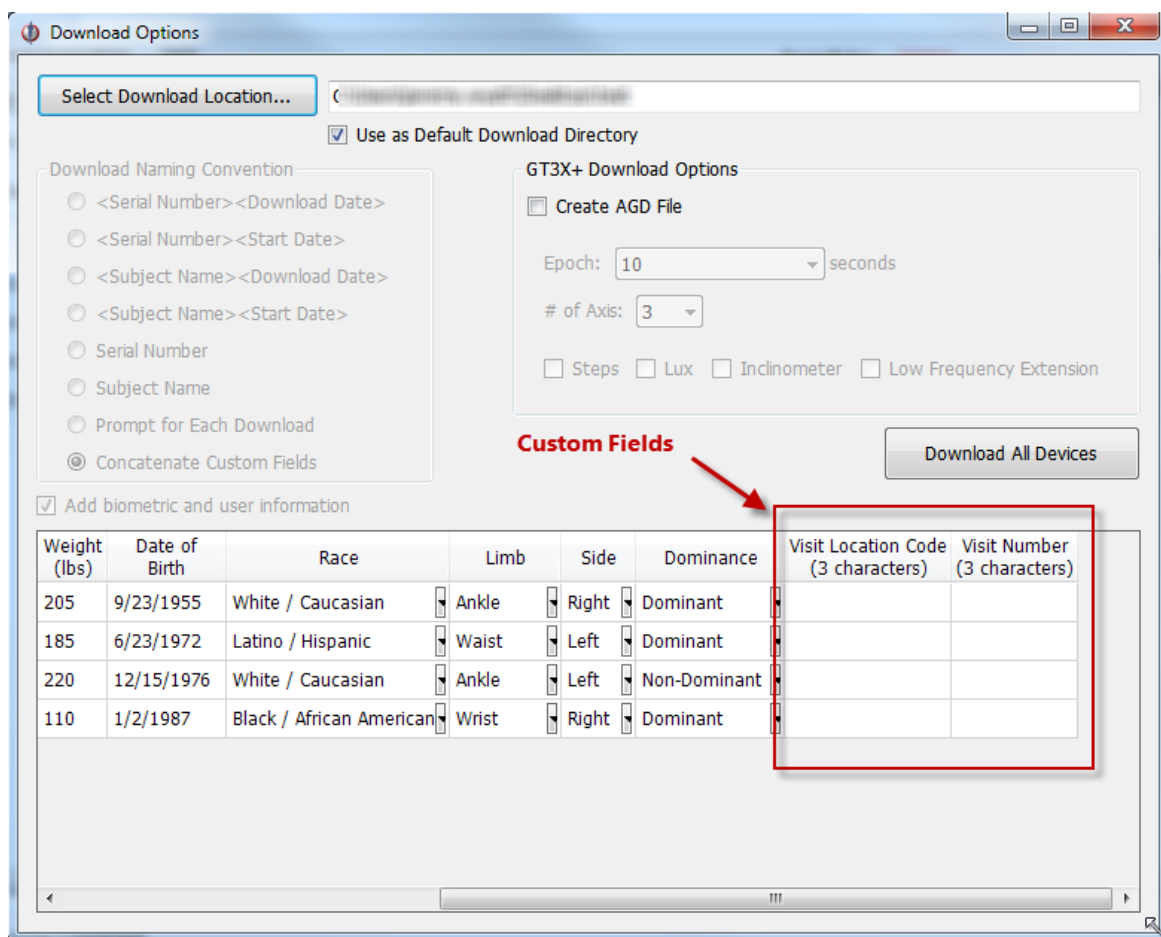 Download Options
Select Download Location...
Use as Default Download Directory
Download Naming Convention
<Serial Number><Download Date>
<Serial Number><Start Date>
<Subject Name><Download Date>
<Subject Name><Start Date>
Serial Number
Subject Name
Prompt for Each Download
Concatenate Custom Fields
GT3X+ Download Options
Create AGD File
Epoch: 10 seconds
# of Axis: 3
Steps Lux Inclinometer Low Frequency Extension
Custom Fields
Download All Devices
Add biometric and user information
Weight (lbs) Date of Birth Race Limb Side Dominance Visit Location Code (3 characters) Visit Number (3 characters)
205 9/23/1955 White / Caucasian Ankle Right Dominant
185 6/23/1972 Latino / Hispanic Waist Left Dominant
220 12/15/1976 White / Caucasian Ankle Left Non-Dominant
110 1/2/1987 Black / African American Wrist Right Dominant